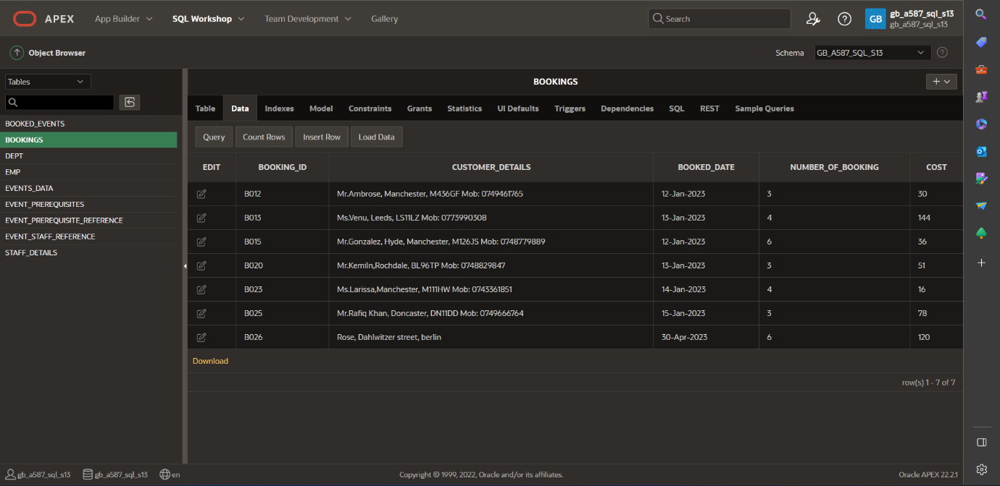 APEX App Builder SQL Workshop Team Development Gallery Search GB gb_a587_sql_s13
gb_a587_sql_s13
Object Browser Schema GB_A587_SQL_S13
Tables
BOOKINGS
Table Data Indexes Model Constraints Grants Statistics UI Defaults Triggers Dependencies SQL REST Sample Queries
BOOKED_EVENTS
BOOKINGS
DEPT
EMP
EVENTS_DATA
EVENT_PREREQUISITES
EVENT_PREREQUISITE_REFERENCE
EVENT_STAFF_REFERENCE
STAFF_DETAILS
Query Count Rows Insert Row Load Data
EDIT BOOKING_ID CUSTOMER_DETAILS BOOKED_DATE NUMBER_OF_BOOKING COST
B012 Mr.Ambrose, Manchester, M436GF Mob: 0749461765 12-Jan-2023 3 30
B013 Ms.Venu, Leeds, LS11LZ Mob: 0773990308 13-Jan-2023 4 144
B015 Mr.Gonzalez, Hyde, Manchester, M126JS Mob: 0748779889 12-Jan-2023 6 36
B020 Mr.Kemiln,Rochdale, BL96TP Mob: 0748829847 13-Jan-2023 3 51
B023 Ms.Larissa,Manchester, M111HW Mob: 0743361851 14-Jan-2023 4 16
B025 Mr.Rafiq Khan, Doncaster, DN11DD Mob: 0749666764 15-Jan-2023 3 78
B026 Rose, Dahlwitzer street, berlin 30-Apr-2023 6 120
Download
row(s) 1 - 7 of 7
gb_a587_sql_s13 gb_a587_sql_s13 en Copyright © 1999, 2022, Oracle and/or its affiliates. Oracle APEX 22.2.1